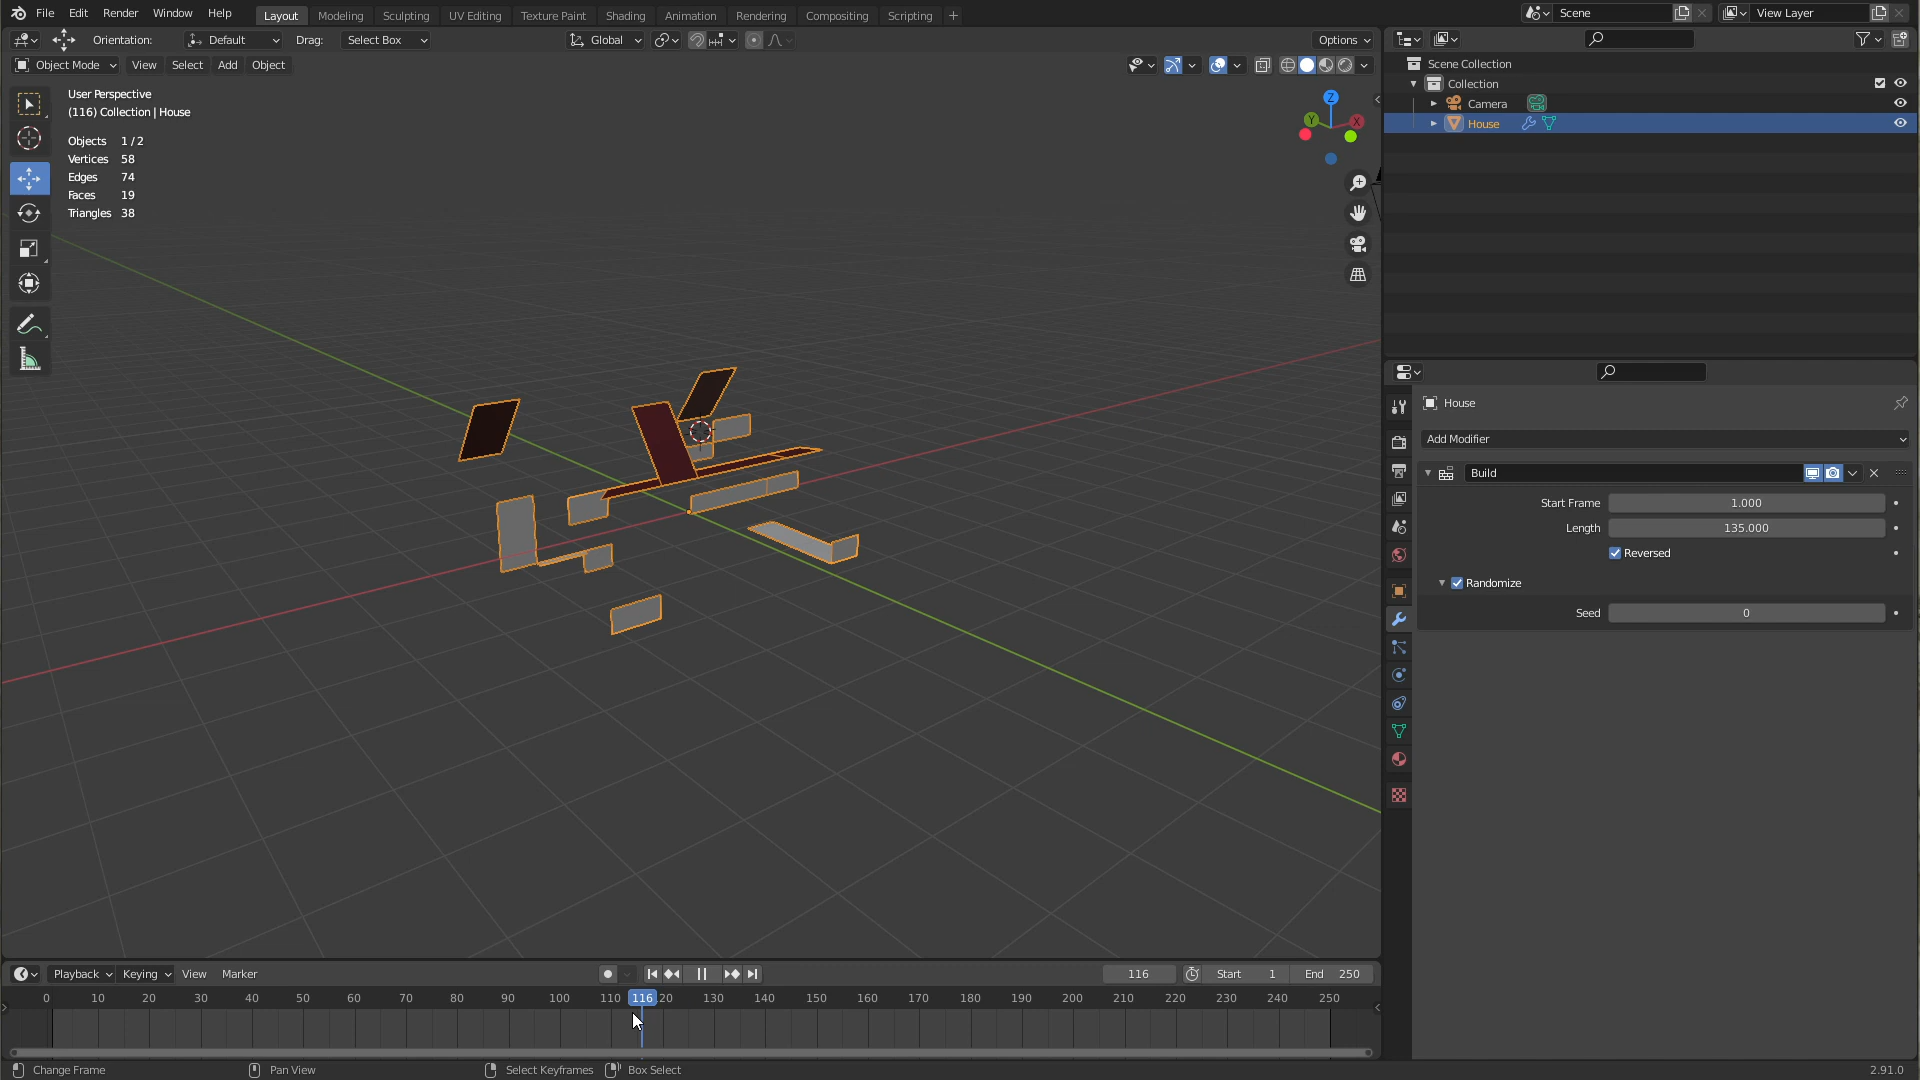 File Edit Render Window Help Layout Modeling Sculpting UV Editing Texture Paint Shading Animation Rendering Compositing Scripting + Scene View Layer
Orientation: Default Drag: Select Box Global Options
Object Mode View Select Add Object
User Perspective
(116) Collection | House
Objects 1 / 2
Vertices 58
Edges 74
Faces 19
Triangles 38
Z
Y
X
Scene Collection
Collection
Camera
House
House
Add Modifier
Build
Start Frame 1.000
Length 135.000
Reversed
Randomize
Seed 0
Playback Keying View Marker 116 Start 1 End 250
0 10 20 30 40 50 60 70 80 90 100 110 116 20 130 140 150 160 170 180 190 200 210 220 230 240 250
Change Frame Pan View Select Keyframes Box Select 2.91.0